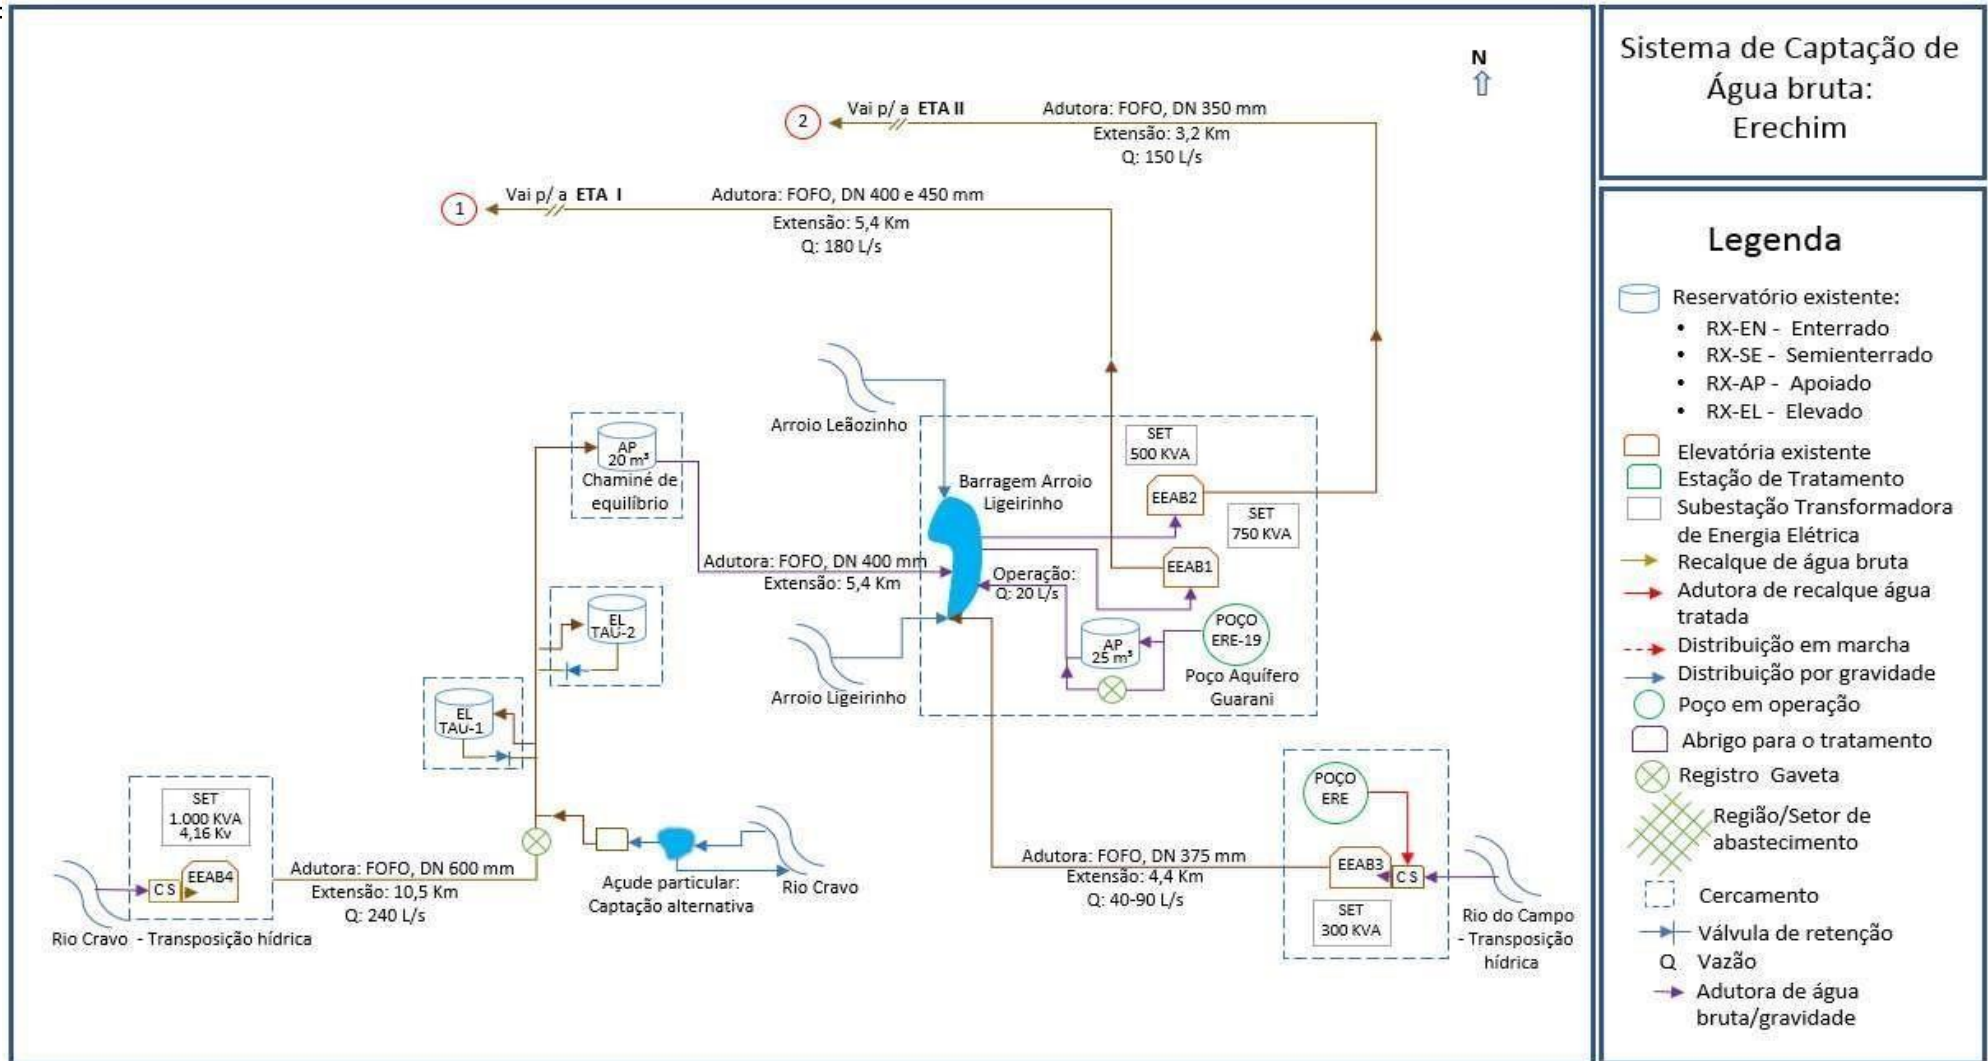 :
Sistema de Captação de
Água bruta:
Erechim
N
Vai p/ a ETA II
Adutora: FOFO, DN 350 mm
2
Extensão: 3,2 Km
Q: 150 L/s
Vai p/ a ETA I
Adutora: FOFO, DN 400 e 450 mm
1
Extensão: 5,4 Km
Q: 180 L/s
Arroio Leãozinho
AP
20 m³
Chaminé de
equilíbrio
SET
500 KVA
Barragem Arroio
Ligeirinho
EEAB2
SET
750 KVA
Adutora: FOFO, DN 400 mm
Extensão: 5,4 Km
Operação:
Q: 20 L/s
EEAB1
EL
TAU-2
POÇO
ERE-19
AP
25 m³
Poço Aquífero
Guarani
Arroio Ligeirinho
EL
TAU-1
SET
1.000 KVA
4,16 Kv
POÇO
ERE
C S
EEAB4
Adutora: FOFO, DN 600 mm
Extensão: 10,5 Km
Q: 240 L/s
Rio Cravo - Transposição hídrica
Açude particular:
Captação alternativa
Rio Cravo
Adutora: FOFO, DN 375 mm
Extensão: 4,4 Km
Q: 40-90 L/s
EEAB3
C S
SET
300 KVA
Rio do Campo
- Transposição
hídrica
Legenda
Reservatório existente:
• RX-EN - Enterrado
• RX-SE - Semienterrado
• RX-AP - Apoiado
• RX-EL - Elevado
Elevatória existente
Estação de Tratamento
Subestação Transformadora
de Energia Elétrica
Recalque de água bruta
Adutora de recalque água
tratada
Distribuição em marcha
Distribuição por gravidade
Poço em operação
Abrigo para o tratamento
Registro Gaveta
Região/Setor de
abastecimento
Cercamento
Válvula de retenção
Q Vazão
Adutora de água
bruta/gravidade